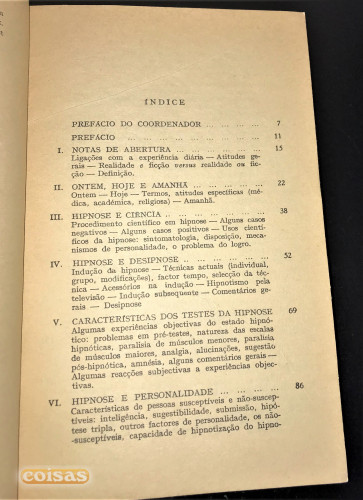 ÍNDICE
PREFÁCIO DO COORDENADOR ... ... ... ... 7
PREFÁCIO ... ... ... ... ... ... ... ... ... 11
I. NOTAS DE ABERTURA ... ... ... ... ... ... 15
Ligações com a experiência diária — Atitudes ge-
rais — Realidade e ficção versus realidade ou fic-
ção — Definição.
II. ONTEM, HOJE E AMANHÃ ... ... ... ... 22
Ontem — Hoje — Termos, atitudes específicas (mé-
dica, académica, religiosa) — Amanhã.
III. HIPNOSE E CIÊNCIA ... ... ... ... ... ... 38
Procedimento científico em hipnose — Alguns casos
negativos — Alguns casos positivos — Usos cientí-
ficos da hipnose: sintomatologia, disposição, meca-
nismos de personalidade, o problema do logro.
IV. HIPNOSE E DESIPNOSE ... ... ... ... ... 52
Indução da hipnose — Técnicas actuais (individual,
grupo, modificações), factor tempo, selecção da téc-
nica — Acessórios na indução — Hipnotismo pela
televisão — Indução subsequente — Comentários ge-
rais — Desipnose
V. CARACTERÍSTICAS DOS TESTES DA HIPNOSE 69
Algumas experiências objectivas do estado hipnó-
tico: problemas em pré-testes, natureza das escalas
hipnóticas, paralisia de músculos menores, paralisia
de músculos maiores, analgia, alucinações, sugestão
pós-hipnótica, amnésia, alguns comentários gerais —
Algumas reacções subjectivas a experiências objec-
tivas.
VI. HIPNOSE E PERSONALIDADE ... ... ... ... 86
Características de pessoas susceptíveis e não-suscep-
tíveis: inteligência, sugestibilidade, submissão, hipó-
tese tripla, outros factores de personalidade, os não-
-susceptíveis, capacidade de hipnotização do hipno-
coisas